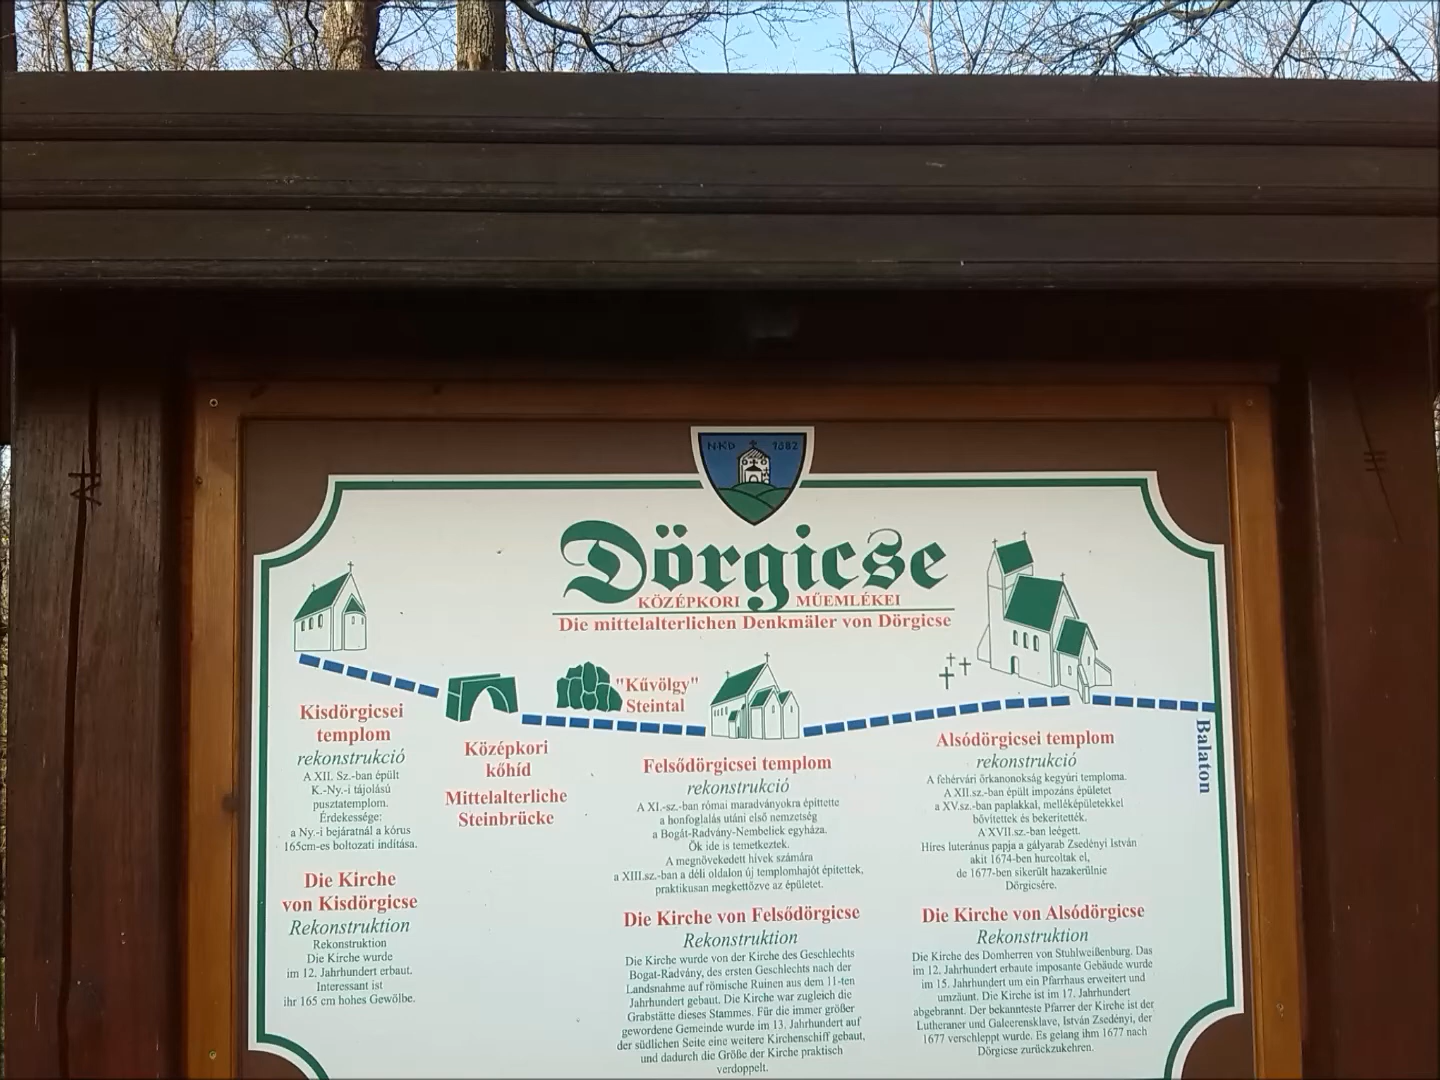 NKD 1882
Dörgicse
KÖZÉPKORI MŰEMLÉKEI
Die mittelalterlichen Denkmäler von Dörgicse
"Kűvölgy"
Steintal
Balaton
Kisdörgicsei
templom
rekonstrukció
A XII. Sz.-ban épült
K.-Ny.-i tájolású
pusztatemplom.
Érdekessége:
a Ny.-i bejáratnál a kórus
165cm-es boltozati indítása.
Die Kirche
von Kisdörgicse
Rekonstruktion
Rekonstruktion
Die Kirche wurde
im 12. Jahrhundert erbaut.
Interessant ist
ihr 165 cm hohes Gewölbe.
Középkori
kőhíd
Mittelalterliche
Steinbrücke
Felsődörgicsei templom
rekonstrukció
A XI.-sz.-ban római maradványokra építtette
a honfoglalás utáni első nemzetség
a Bogát-Radvány-Nembeliek egyháza.
Ők ide is temetkeztek.
A megnövekedett hívek számára
a XIII.sz.-ban a déli oldalon új templomhajót építettek,
praktikusan megkettőzve az épületet.
Die Kirche von Felsődörgicse
Rekonstruktion
Die Kirche wurde von der Kirche des Geschlechts
Bogat-Radvány, des ersten Geschlechts nach der
Landsnahme auf römische Ruinen aus dem 11-ten
Jahrhundert gebaut. Die Kirche war zugleich die
Grabstätte dieses Stammes. Für die immer größer
gewordene Gemeinde wurde im 13. Jahrhundert auf
der südlichen Seite eine weitere Kirchenschiff gebaut,
und dadurch die Größe der Kirche praktisch
verdoppelt.
Alsódörgicsei templom
rekonstrukció
A fehérvári őrkanonokság kegyúri temploma.
A XII.sz.-ban épült impozáns épületet
a XV.sz.-ban paplakkal, melléképületekkel
bővítettek és bekerítették.
A XVII.sz.-ban leégett.
Híres luteránus papja a gályarab Zsedényi István
akit 1674-ben hurcoltak el,
de 1677-ben sikerült hazakerülnie
Dörgicsére.
Die Kirche von Alsódörgicse
Rekonstruktion
Die Kirche des Domherren von Stuhlweißenburg. Das
im 12. Jahrhundert erbaute imposante Gebäude wurde
im 15. Jahrhundert um ein Pfarrhaus erweitert und
umzäunt. Die Kirche ist im 17. Jahrhundert
abgebrannt. Der bekannteste Pfarrer der Kirche ist der
Lutheraner und Galeerensklave, István Zsedényi, der
1677 verschleppt wurde. Es gelang ihm 1677 nach
Dörgicse zurückzukehren.